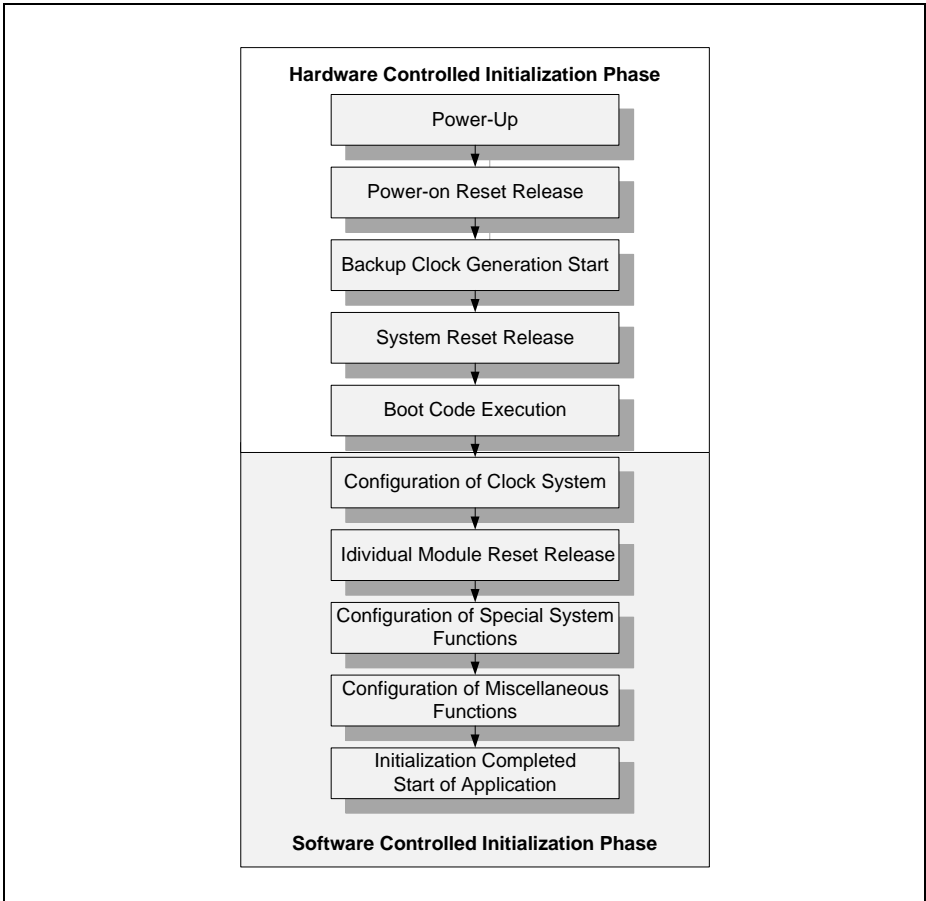 Hardware Controlled Initialization Phase
Power-Up
Power-on Reset Release
Backup Clock Generation Start
System Reset Release
Boot Code Execution
Configuration of Clock System
Idividual Module Reset Release
Configuration of Special System
Functions
Configuration of Miscellaneous
Functions
Initialization Completed
Start of Application
Software Controlled Initialization Phase